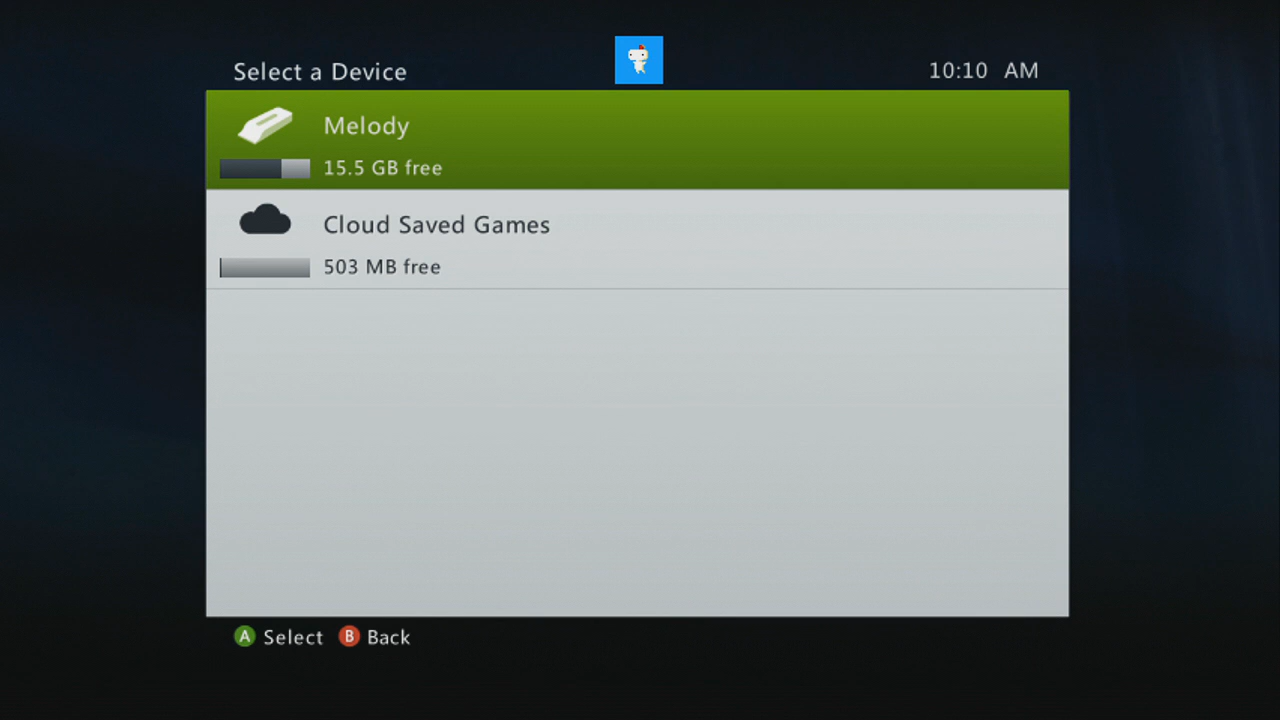 Select a Device
10:10 AM
Melody
15.5 GB free
Cloud Saved Games
503 MB free
A Select B Back